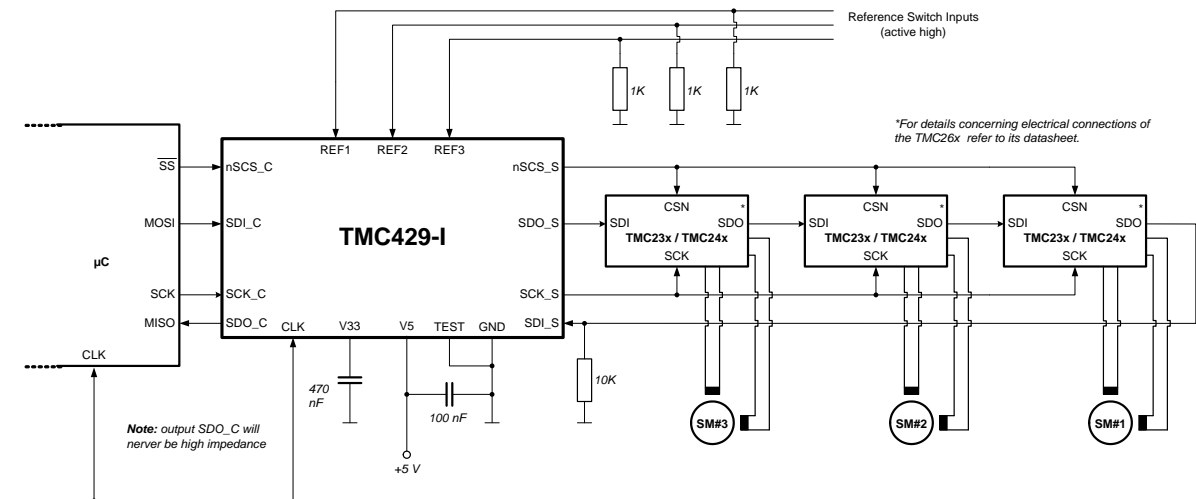 Reference Switch Inputs
(active high)
1K
1K
1K
*For details concerning electrical connections of
the TMC26x refer to its datasheet.
REF1
REF2
REF3
SS
nSCS_C
nSCS_S
CSN
*
CSN
*
CSN
*
MOSI
SDI_C
SDO_S
SDI
SDO
SDI
SDO
SDI
SDO
TMC429-I
TMC23x / TMC24x
TMC23x / TMC24x
TMC23x / TMC24x
µC
SCK
SCK
SCK
SCK
SCK_C
SCK_S
MISO
SDO_C
SDI_S
CLK
V33
V5
TEST
GND
CLK
470
nF
100 nF
10K
Note: output SDO_C will
nerver be high impedance
SM#3
SM#2
SM#1
+5 V